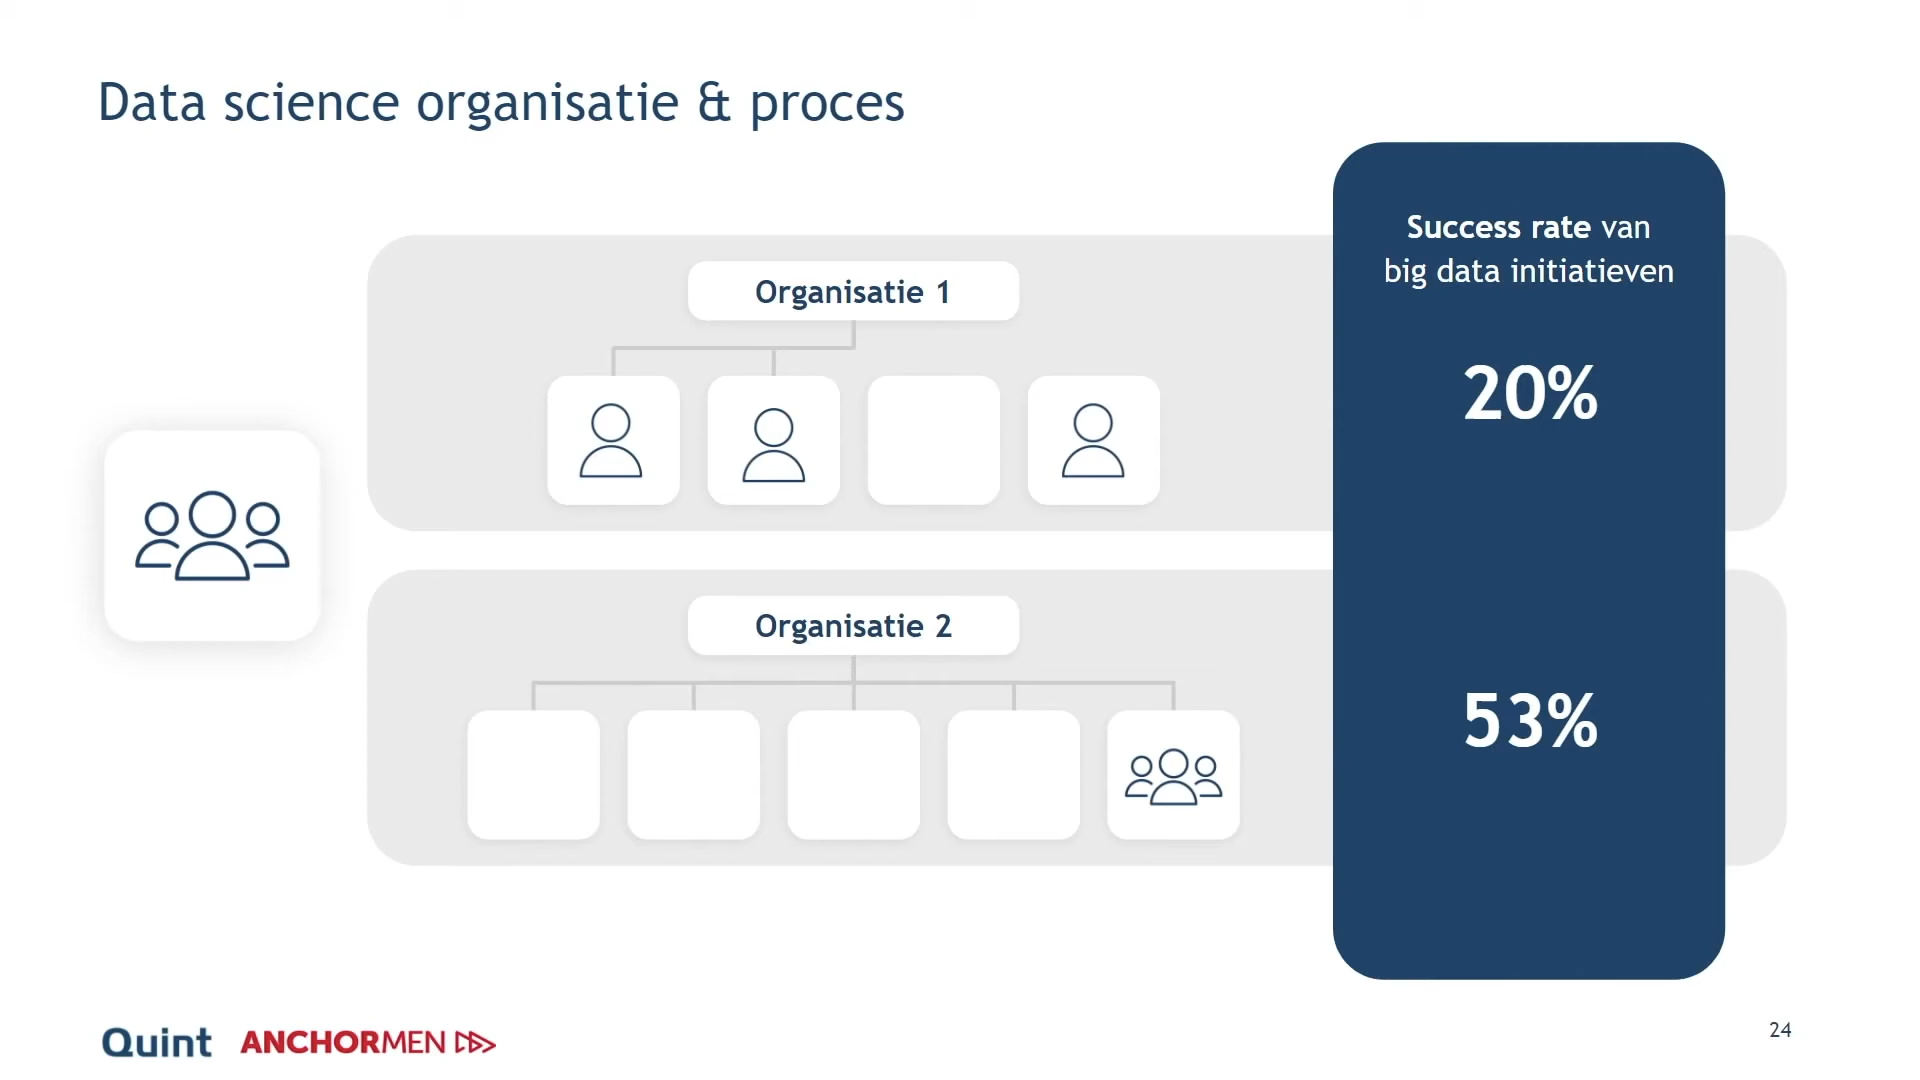 Data science organisatie & proces
Success rate van
big data initiatieven
Organisatie 1
20%
Organisatie 2
53%
Quint ANCHORMEN
24